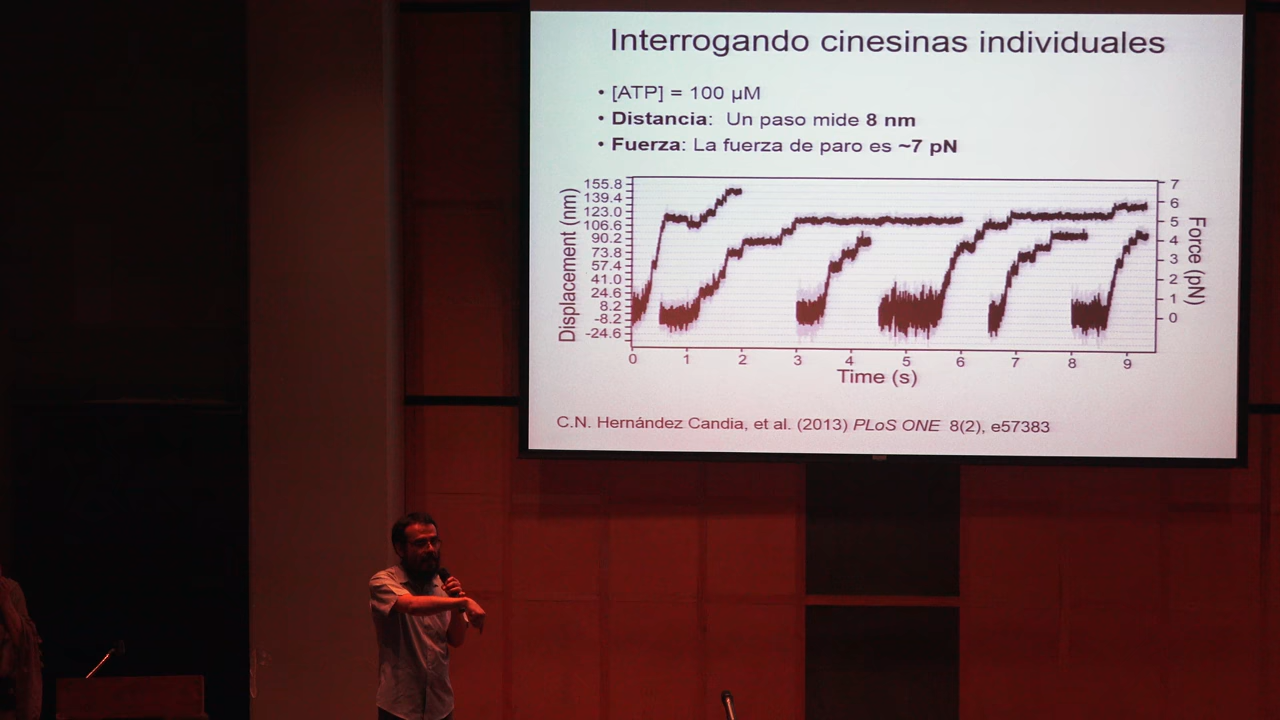 Interrogando cinesinas individuales
• [ATP] = 100 µM
• Distancia: Un paso mide 8 nm
• Fuerza: La fuerza de paro es ~7 pN
Displacement (nm)
155.8
139.4
123.0
106.6
90.2
73.8
57.4
41.0
24.6
8.2
-8.2
-24.6
7
6
5
4
3
2
1
0
Force (pN)
0 1 2 3 4 5 6 7 8 9
Time (s)
C.N. Hernández Candia, et al. (2013) PLoS ONE 8(2), e57383